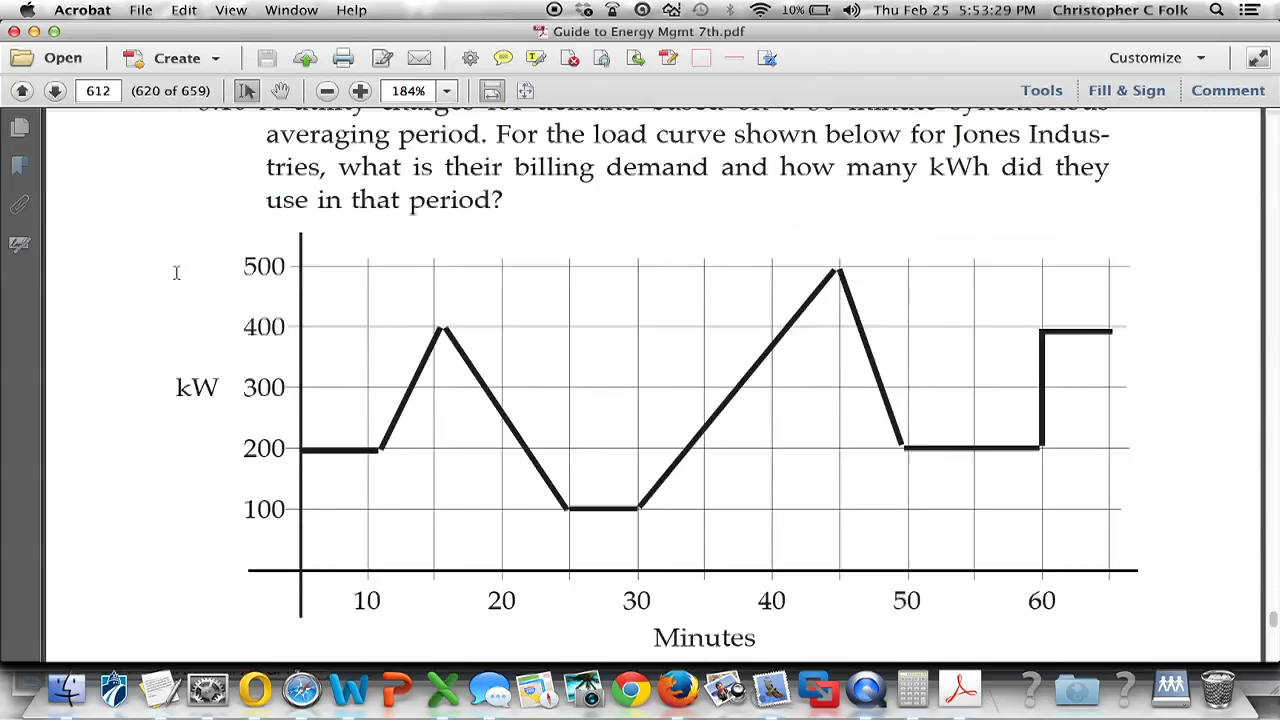 Acrobat File Edit View Window Help 10% Thu Feb 25 5:53:29 PM Christopher C Folk
Guide to Energy Mgmt 7th.pdf
Open Create Customize
612 (620 of 659) 184% Tools Fill & Sign Comment
averaging period. For the load curve shown below for Jones Indus-
tries, what is their billing demand and how many kWh did they
use in that period?
500
400
kW 300
200
100
10 20 30 40 50 60
Minutes